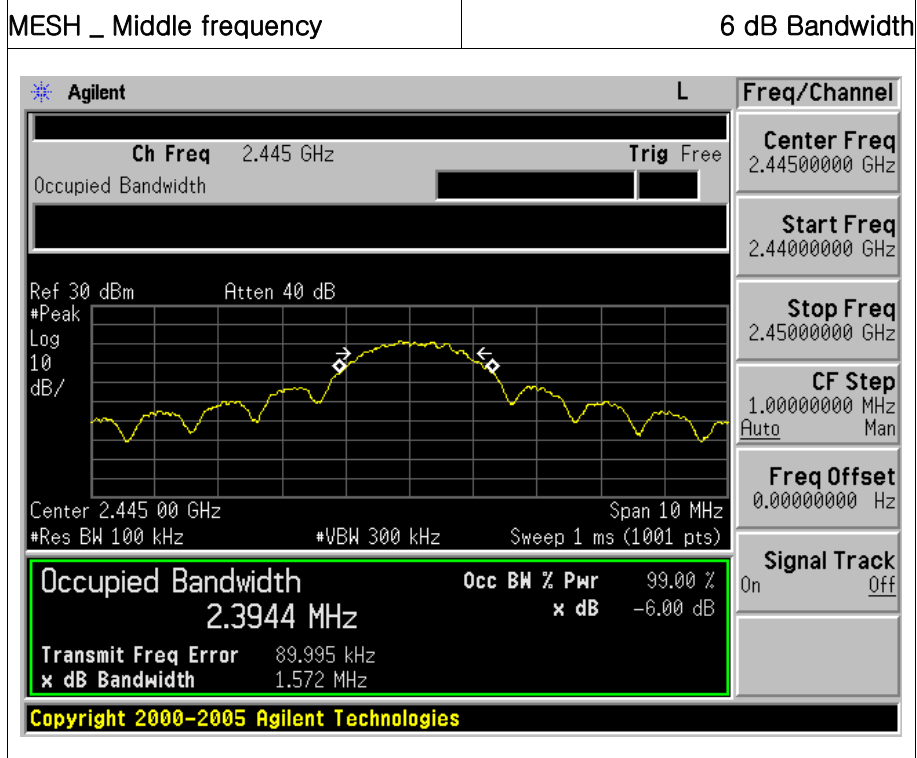 MESH _ Middle frequency
6 dB Bandwidth
Agilent
L
Freq/Channel
Ch Freq 2.445 GHz
Trig Free
Occupied Bandwidth
Center Freq
2.44500000 GHz
Start Freq
2.44000000 GHz
Stop Freq
2.45000000 GHz
CF Step
1.00000000 MHz
Auto Man
Freq Offset
0.00000000 Hz
Signal Track
On Off
Ref 30 dBm Atten 40 dB
#Peak
Log
10
dB/
Center 2.445 00 GHz Span 10 MHz
#Res BW 100 kHz #VBW 300 kHz Sweep 1 ms (1001 pts)
Occupied Bandwidth
2.3944 MHz
Occ BW % Pwr 99.00 %
x dB -6.00 dB
Transmit Freq Error 89.995 kHz
x dB Bandwidth 1.572 MHz
Copyright 2000-2005 Agilent Technologies